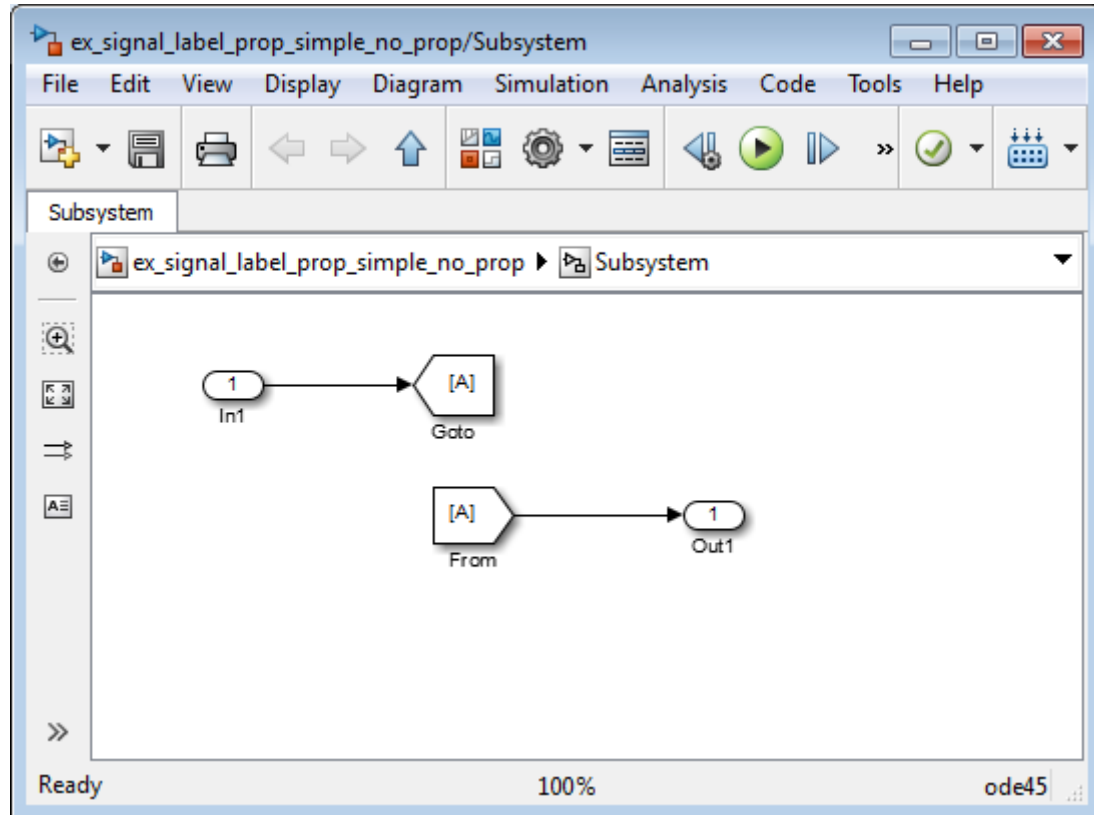 ex_signal_label_prop_simple_no_prop/Subsystem
File Edit View Display Diagram Simulation Analysis Code Tools Help
Subsystem
ex_signal_label_prop_simple_no_prop Subsystem
1 [A]
In1
Goto
[A] 1
From Out1
Ready 100% ode45